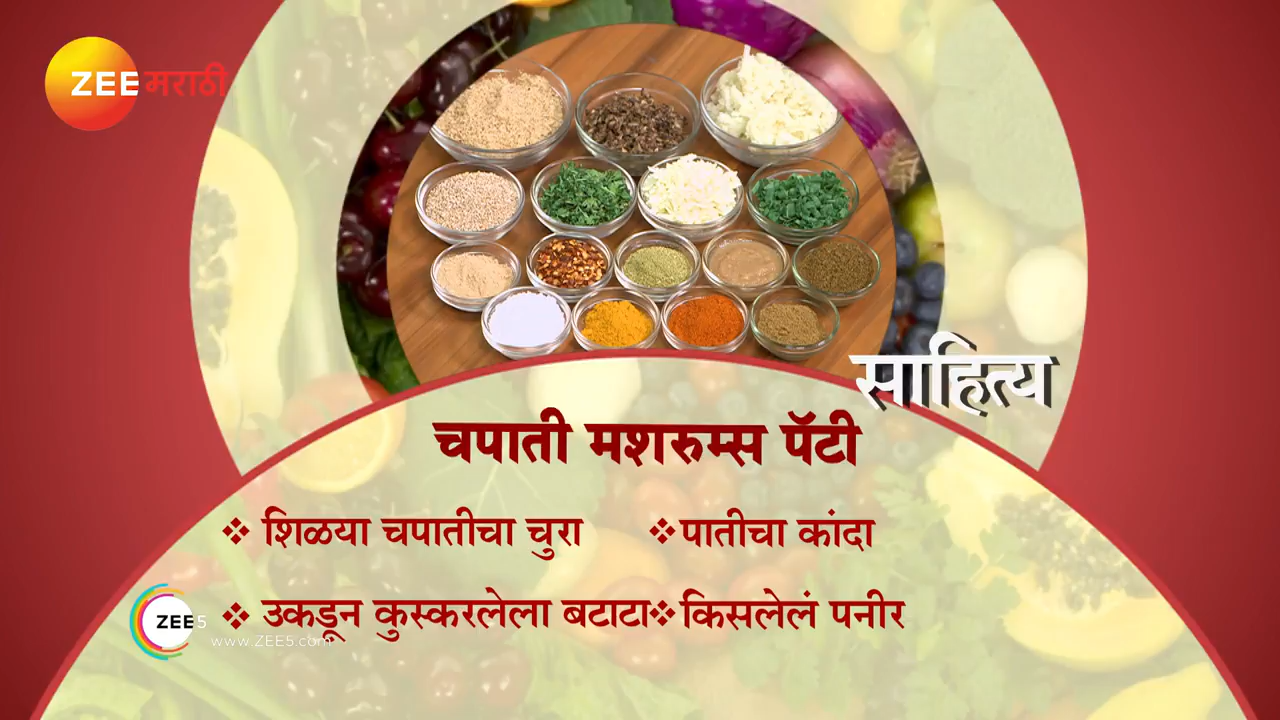 ZEE मराठी
साहित्य
चपाती मशरुम्स पॅटी
❖ शिळया चपातीचा चुरा
❖ पातीचा कांदा
❖ उकडून कुस्करलेला बटाटा
❖ किसलेलं पनीर
ZEE5
www.ZEE5.com